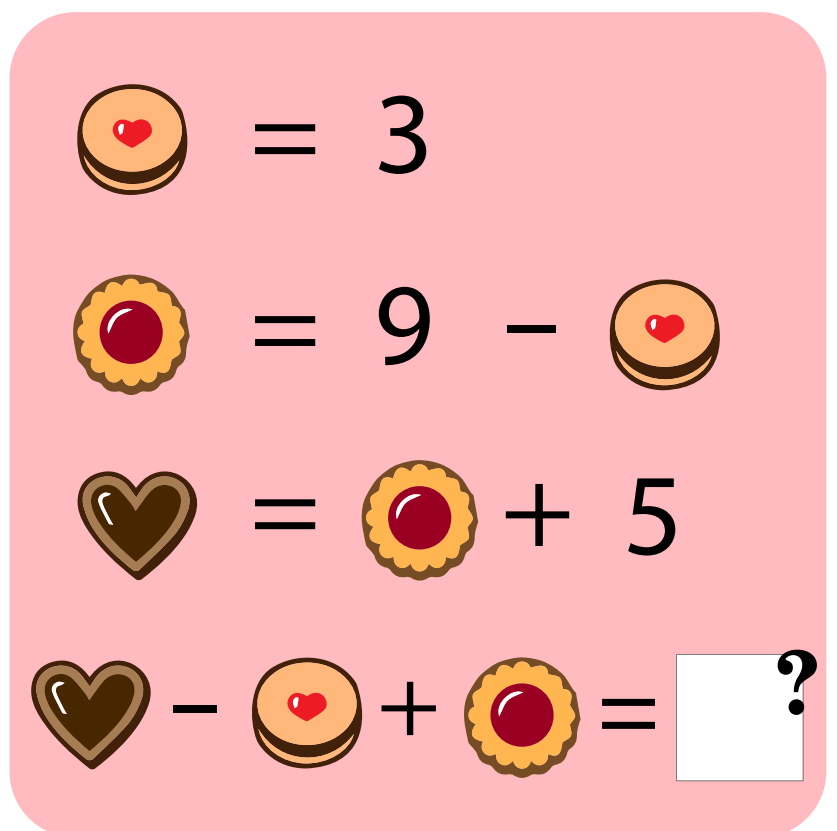 = 3
= 9 -
= + 5
- + = ?